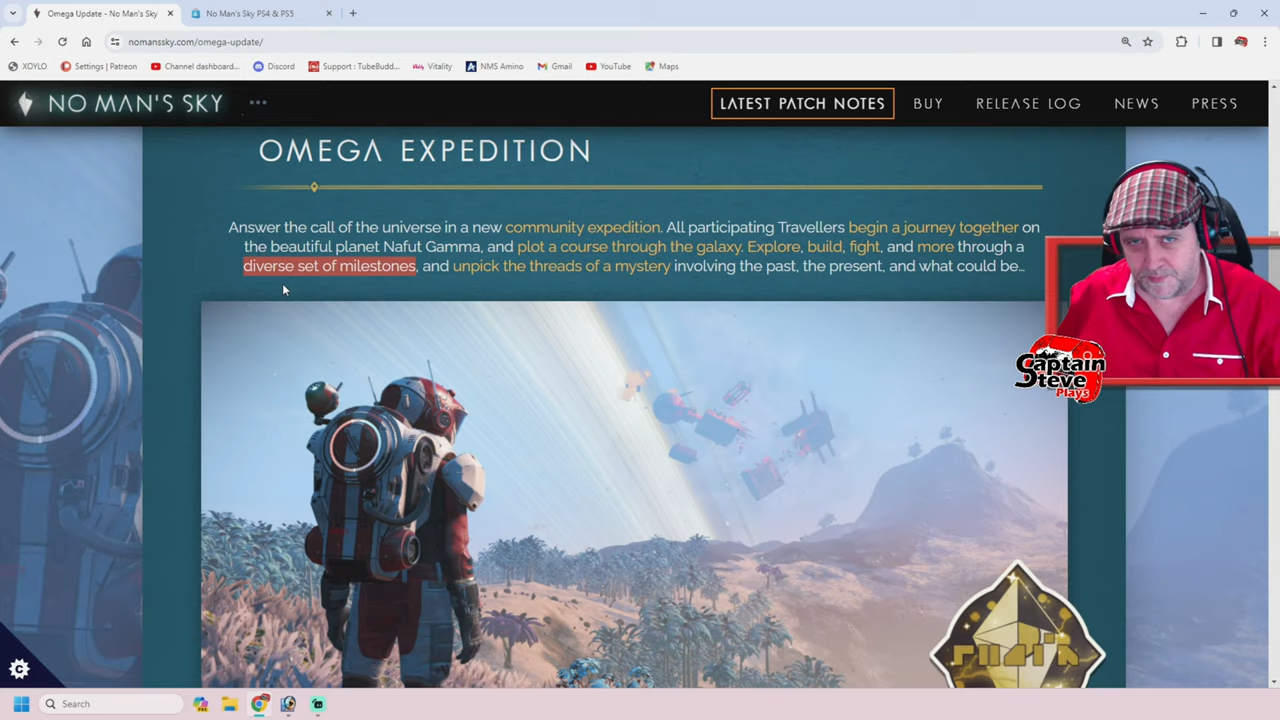 Omega Update - No Man's Sky
No Man's Sky PS4 & PS5
nomanssky.com/omega-update/
XOYLO
Settings | Patreon
Channel dashboard...
Discord
Support : TubeBudd...
Vitality
NMS Amino
Gmail
YouTube
Maps
NO MAN'S SKY
LATEST PATCH NOTES
BUY
RELEASE LOG
NEWS
PRESS
OMEGA EXPEDITION
Answer the call of the universe in a new community expedition. All participating Travellers begin a journey together on
the beautiful planet Nafut Gamma, and plot a course through the galaxy. Explore, build, fight, and more through a
diverse set of milestones, and unpick the threads of a mystery involving the past, the present, and what could be...
Captain
Steve
Plays
Search